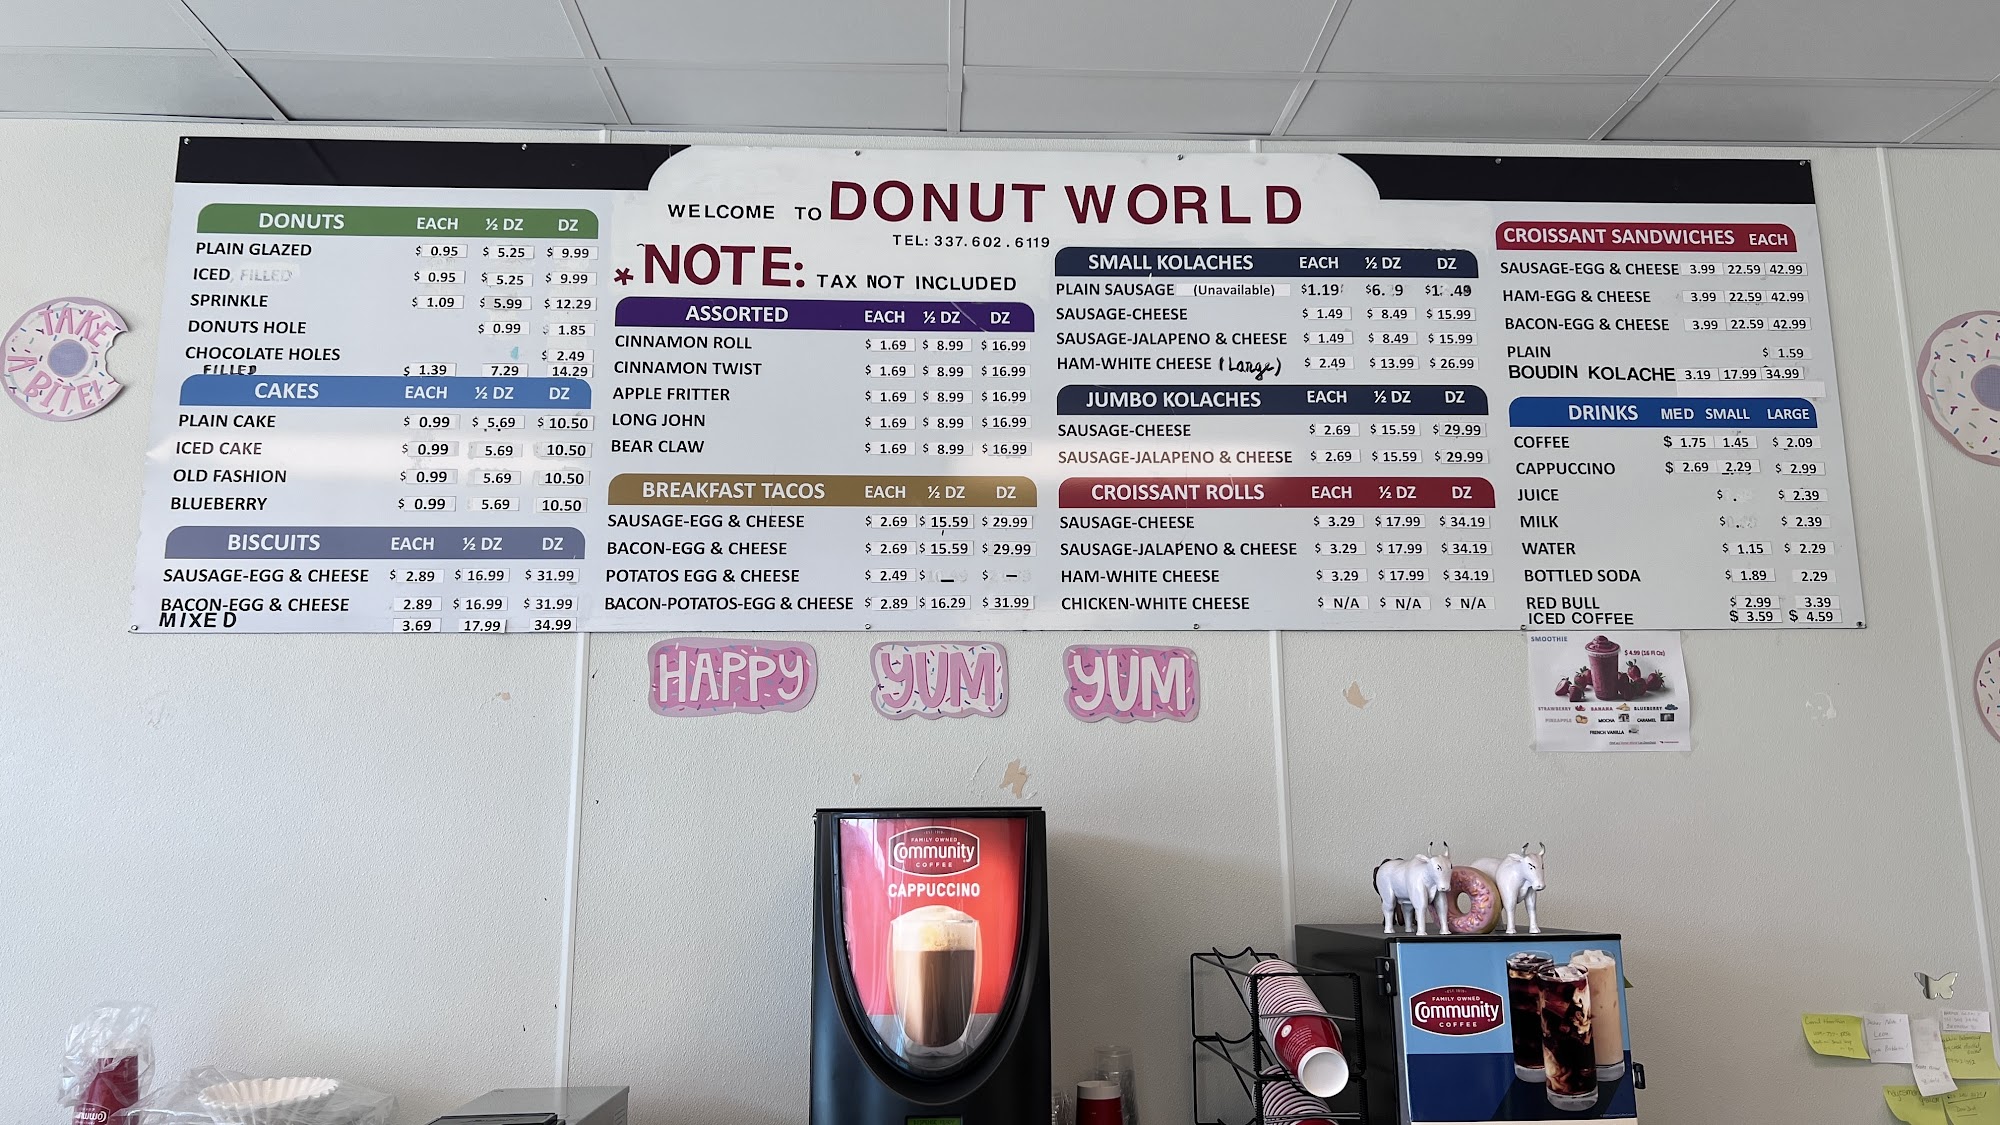 WELCOME TO DONUT WORLD
TEL: 337.602.6119
*NOTE: TAX NOT INCLUDED
DONUTS EACH ½ DZ DZ
PLAIN GLAZED $ 0.95 $ 5.25 $ 9.99
ICED, FILLED $ 0.95 $ 5.25 $ 9.99
SPRINKLE $ 1.09 $ 5.99 $ 12.29
DONUTS HOLE $ 0.99 $ 1.85
CHOCOLATE HOLES $ 2.49
FILLED $ 1.39 7.29 14.29
CAKES EACH ½ DZ DZ
PLAIN CAKE $ 0.99 $ 5.69 $ 10.50
ICED CAKE $ 0.99 5.69 10.50
OLD FASHION $ 0.99 5.69 10.50
BLUEBERRY $ 0.99 5.69 10.50
BISCUITS EACH ½ DZ DZ
SAUSAGE-EGG & CHEESE $ 2.89 $ 16.99 $ 31.99
BACON-EGG & CHEESE 2.89 $ 16.99 $ 31.99
MIXED 3.69 17.99 34.99
ASSORTED EACH ½ DZ DZ
CINNAMON ROLL $ 1.69 $ 8.99 $ 16.99
CINNAMON TWIST $ 1.69 $ 8.99 $ 16.99
APPLE FRITTER $ 1.69 $ 8.99 $ 16.99
LONG JOHN $ 1.69 $ 8.99 $ 16.99
BEAR CLAW $ 1.69 $ 8.99 $ 16.99
BREAKFAST TACOS EACH ½ DZ DZ
SAUSAGE-EGG & CHEESE $ 2.69 $ 15.59 $ 29.99
BACON-EGG & CHEESE $ 2.69 $ 15.59 $ 29.99
POTATOS EGG & CHEESE $ 2.49 $ – $ –
BACON-POTATOS-EGG & CHEESE $ 2.89 $ 16.29 $ 31.99
SMALL KOLACHES EACH ½ DZ DZ
PLAIN SAUSAGE (Unavailable) $1.19
SAUSAGE-CHEESE $ 1.49 $ 8.49 $ 15.99
SAUSAGE-JALAPENO & CHEESE $ 1.49 $ 8.49 $ 15.99
HAM-WHITE CHEESE (Large) $ 2.49 $ 13.99 $ 26.99
JUMBO KOLACHES EACH ½ DZ DZ
SAUSAGE-CHEESE $ 2.69 $ 15.59 $ 29.99
SAUSAGE-JALAPENO & CHEESE $ 2.69 $ 15.59 $ 29.99
CROISSANT ROLLS EACH ½ DZ DZ
SAUSAGE-CHEESE $ 3.29 $ 17.99 $ 34.19
SAUSAGE-JALAPENO & CHEESE $ 3.29 $ 17.99 $ 34.19
HAM-WHITE CHEESE $ 3.29 $ 17.99 $ 34.19
CHICKEN-WHITE CHEESE $ N/A $ N/A $ N/A
CROISSANT SANDWICHES EACH
SAUSAGE-EGG & CHEESE 3.99 22.59 42.99
HAM-EGG & CHEESE 3.99 22.59 42.99
BACON-EGG & CHEESE 3.99 22.59 42.99
PLAIN $ 1.59
BOUDIN KOLACHE 3.19 17.99 34.99
DRINKS MED SMALL LARGE
COFFEE $ 1.75 1.45 $ 2.09
CAPPUCCINO $ 2.69 2.29 $ 2.99
JUICE $ $ 2.39
MILK $ $ 2.39
WATER $ 1.15 $ 2.29
BOTTLED SODA $ 1.89 2.29
RED BULL $ 2.99 3.39
ICED COFFEE $ 3.59 $ 4.59
TAKE
A BITE!
HAPPY YUM YUM
SMOOTHIE
$ 4.99 (16 Fl Oz)
STRAWBERRY BANANA BLUEBERRY
PINEAPPLE MOCHA CARAMEL
FRENCH VANILLA
FAMILY OWNED
Community
COFFEE
CAPPUCCINO
FAMILY OWNED
Community
COFFEE